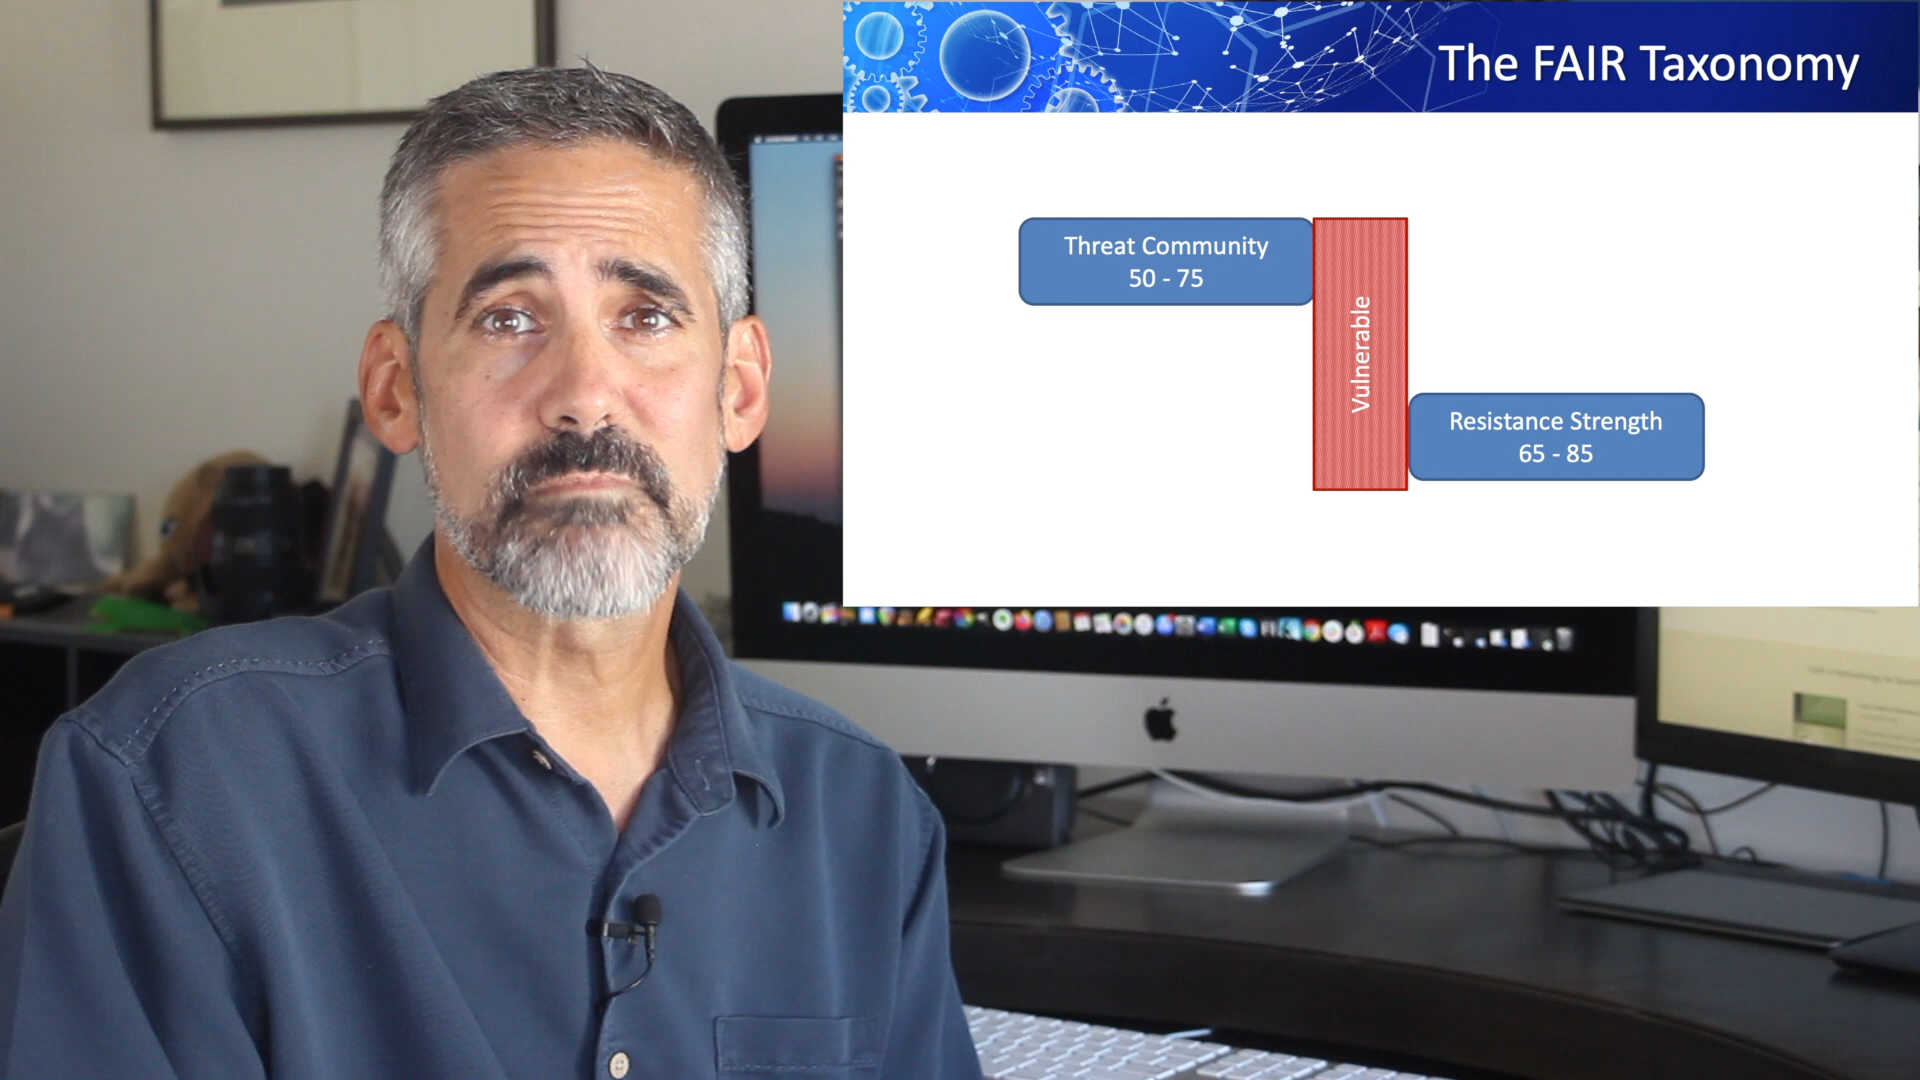 The FAIR Taxonomy
Threat Community
50 - 75
Vulnerable
Resistance Strength
65 - 85